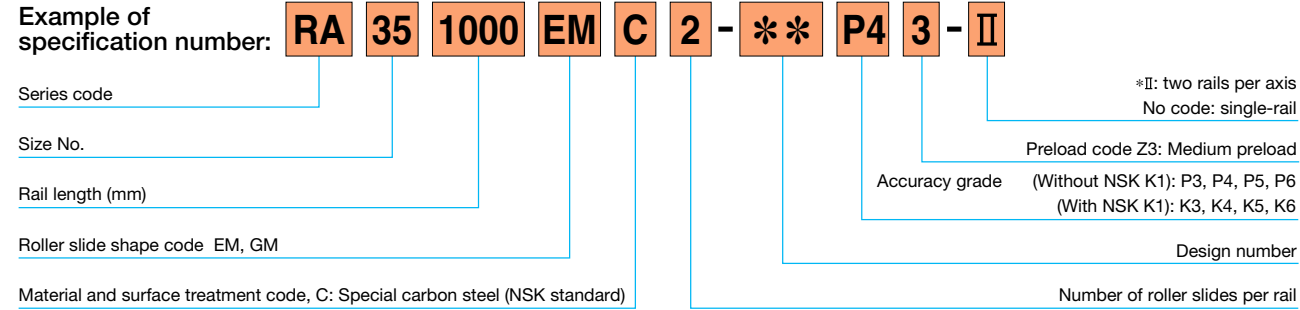 Example of
specification number: RA 35 1000 EM C 2 - ** P4 3 - Ⅱ
Series code
*Ⅱ: two rails per axis
No code: single-rail
Size No.
Preload code Z3: Medium preload
Rail length (mm)
Accuracy grade (Without NSK K1): P3, P4, P5, P6
(With NSK K1): K3, K4, K5, K6
Roller slide shape code EM, GM
Design number
Material and surface treatment code, C: Special carbon steel (NSK standard)
Number of roller slides per rail